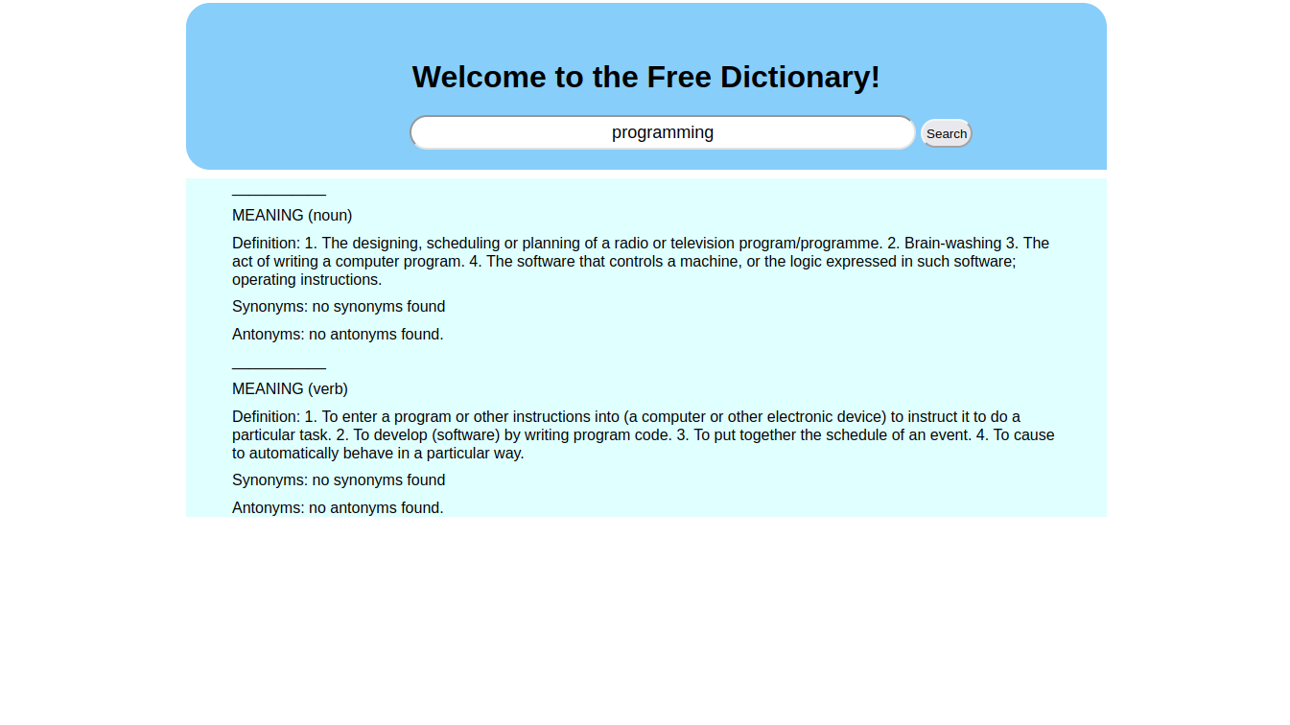 Welcome to the Free Dictionary!
programming
Search
___________
MEANING (noun)
Definition: 1. The designing, scheduling or planning of a radio or television program/programme. 2. Brain-washing 3. The
act of writing a computer program. 4. The software that controls a machine, or the logic expressed in such software;
operating instructions.
Synonyms: no synonyms found
Antonyms: no antonyms found.
___________
MEANING (verb)
Definition: 1. To enter a program or other instructions into (a computer or other electronic device) to instruct it to do a
particular task. 2. To develop (software) by writing program code. 3. To put together the schedule of an event. 4. To cause
to automatically behave in a particular way.
Synonyms: no synonyms found
Antonyms: no antonyms found.